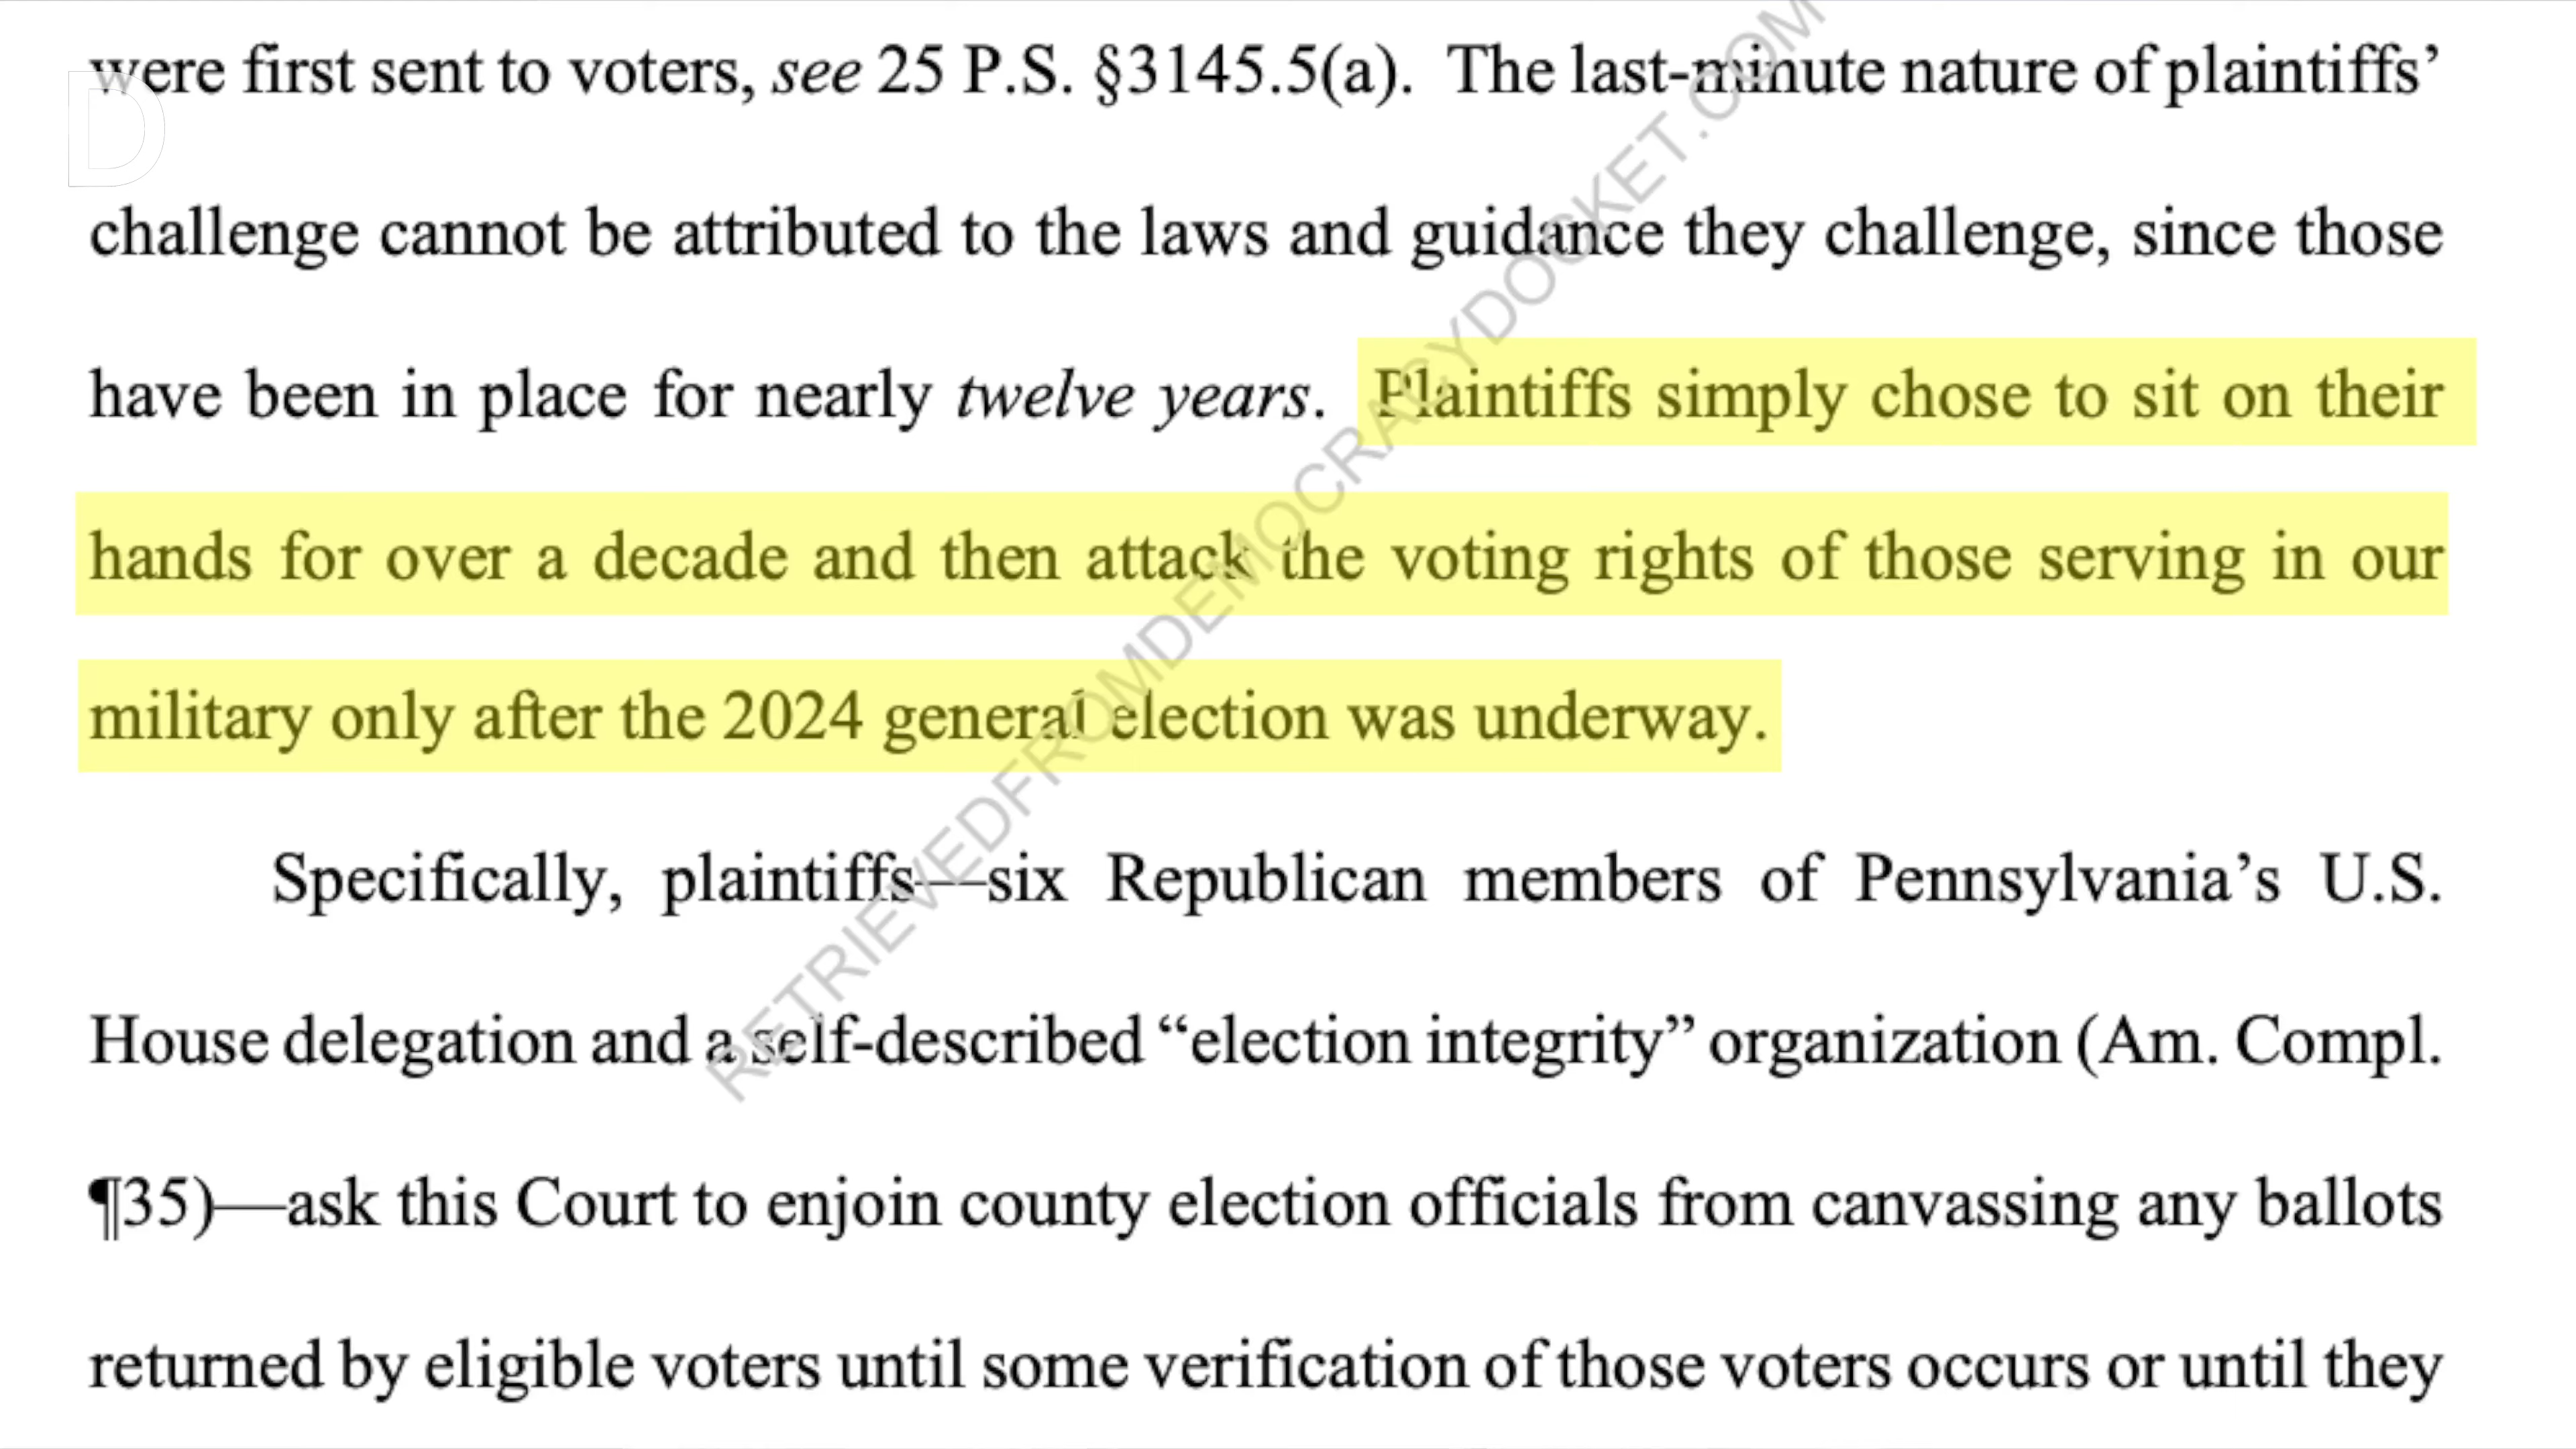 were first sent to voters, see 25 P.S. §3145.5(a). The last-minute nature of plaintiffs’
challenge cannot be attributed to the laws and guidance they challenge, since those
have been in place for nearly twelve years. Plaintiffs simply chose to sit on their
hands for over a decade and then attack the voting rights of those serving in our
military only after the 2024 general election was underway.
Specifically, plaintiffs—six Republican members of Pennsylvania’s U.S.
House delegation and a self-described “election integrity” organization (Am. Compl.
¶35)—ask this Court to enjoin county election officials from canvassing any ballots
returned by eligible voters until some verification of those voters occurs or until they
RETRIEVEDFROMDEMOCRACYDOCKET.COM
D